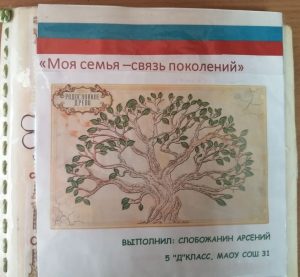 «Моя семья –связь поколений»
РОДОСЛОВНОЕ
ДРЕВО
ВЫПОЛНИЛ: СЛОБОЖАНИН АРСЕНИЙ
5 "Д"КЛАСС, МАОУ СОШ 31